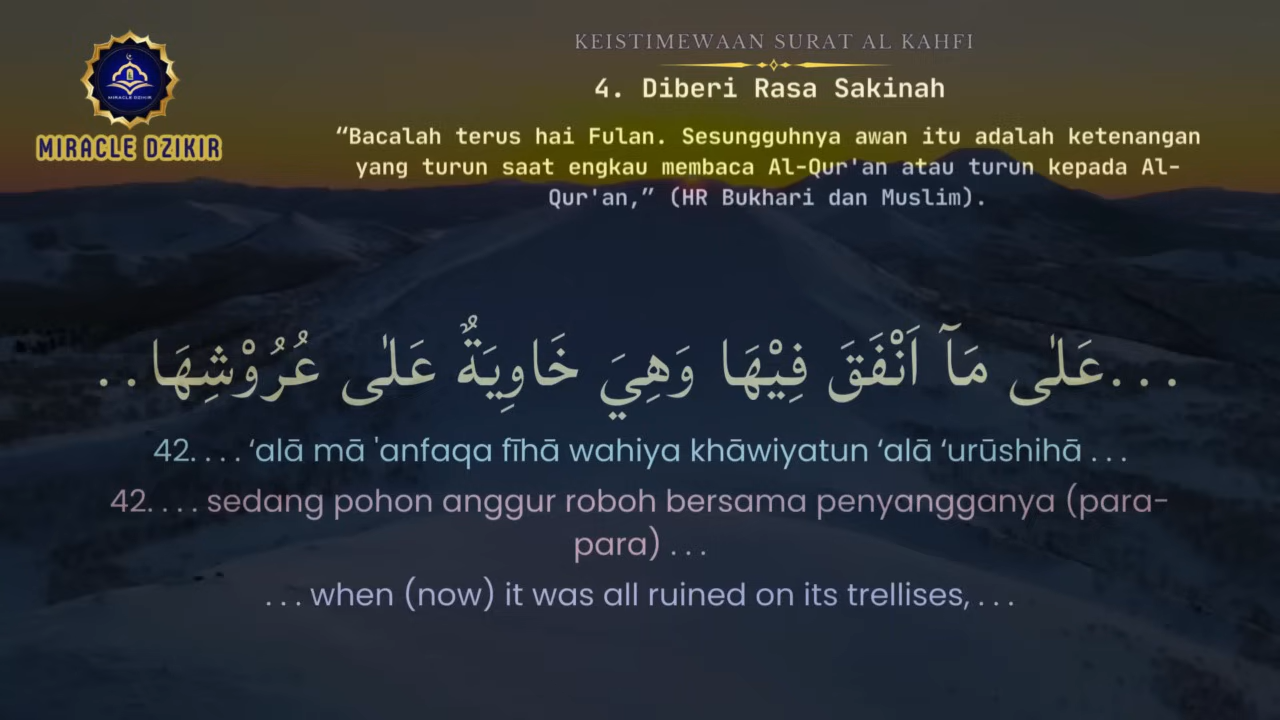 KEISTIMEWAAN SURAT AL KAHFI
4. Diberi Rasa Sakinah
“Bacalah terus hai Fulan. Sesungguhnya awan itu adalah ketenangan
yang turun saat engkau membaca Al-Qur'an atau turun kepada Al-
Qur'an,” (HR Bukhari dan Muslim).
MIRACLE DZIKIR
MIRACLE DZIKIR
...عَلٰى مَآ اَنْفَقَ فِيْهَا وَهِيَ خَاوِيَةٌ عَلٰى عُرُوْشِهَا . .
42. . . . ‘alā mā 'anfaqa fīhā wahiya khāwiyatun ‘alā ‘urūshihā . . .
42. . . . sedang pohon anggur roboh bersama penyangganya (para-
para) . . .
. . . when (now) it was all ruined on its trellises, . . .